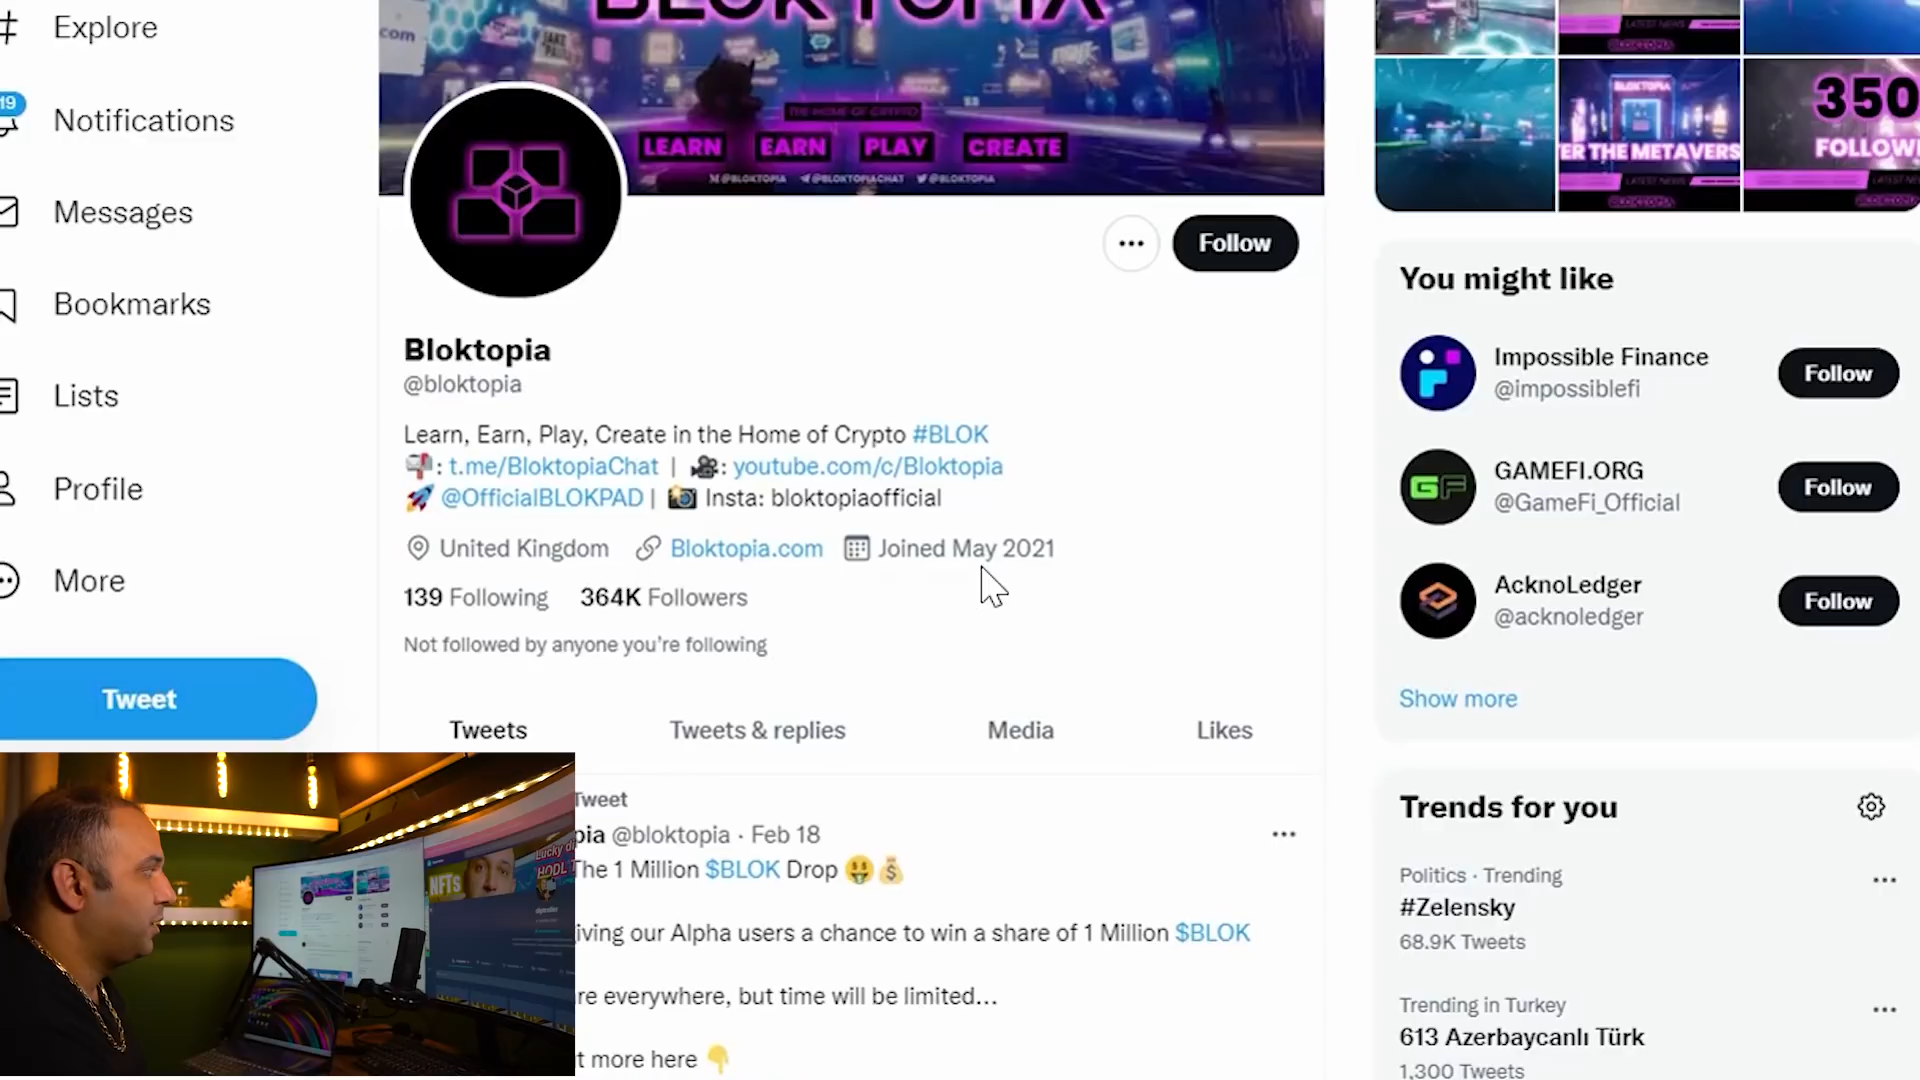 Explore
19
Notifications
Messages
Bookmarks
Lists
Profile
More
Tweet
BLOKTOPIA
.com
JAKE
THE HOME OF CRYPTO
LEARN EARN PLAY CREATE
@BLOKTOPIA @BLOKTOPIACHAT @BLOKTOPIA
Follow
Bloktopia
@bloktopia
Learn, Earn, Play, Create in the Home of Crypto #BLOK
📬: t.me/BloktopiaChat | 🎥: youtube.com/c/Bloktopia
🚀 @OfficialBLOKPAD | 📸 Insta: bloktopiaofficial
United Kingdom Bloktopia.com Joined May 2021
139 Following 364K Followers
Not followed by anyone you're following
Tweets Tweets & replies Media Likes
Tweet
pia @bloktopia · Feb 18
The 1 Million $BLOK Drop 🤑💰
iving our Alpha users a chance to win a share of 1 Million $BLOK
re everywhere, but time will be limited...
t more here 👇
NFTs
Lucky
HODL
LATEST NEWS
@BLOKTOPIA
BLOKTOPIA
ER THE METAVERS
LATEST NEWS
@BLOKTOPIA
350
FOLLOW
You might like
Impossible Finance
@impossiblefi
Follow
GAMEFI.ORG
@GameFi_Official
Follow
AcknoLedger
@acknoledger
Follow
Show more
Trends for you
Politics · Trending
#Zelensky
68.9K Tweets
Trending in Turkey
613 Azerbaycanlı Türk
1,300 Tweets